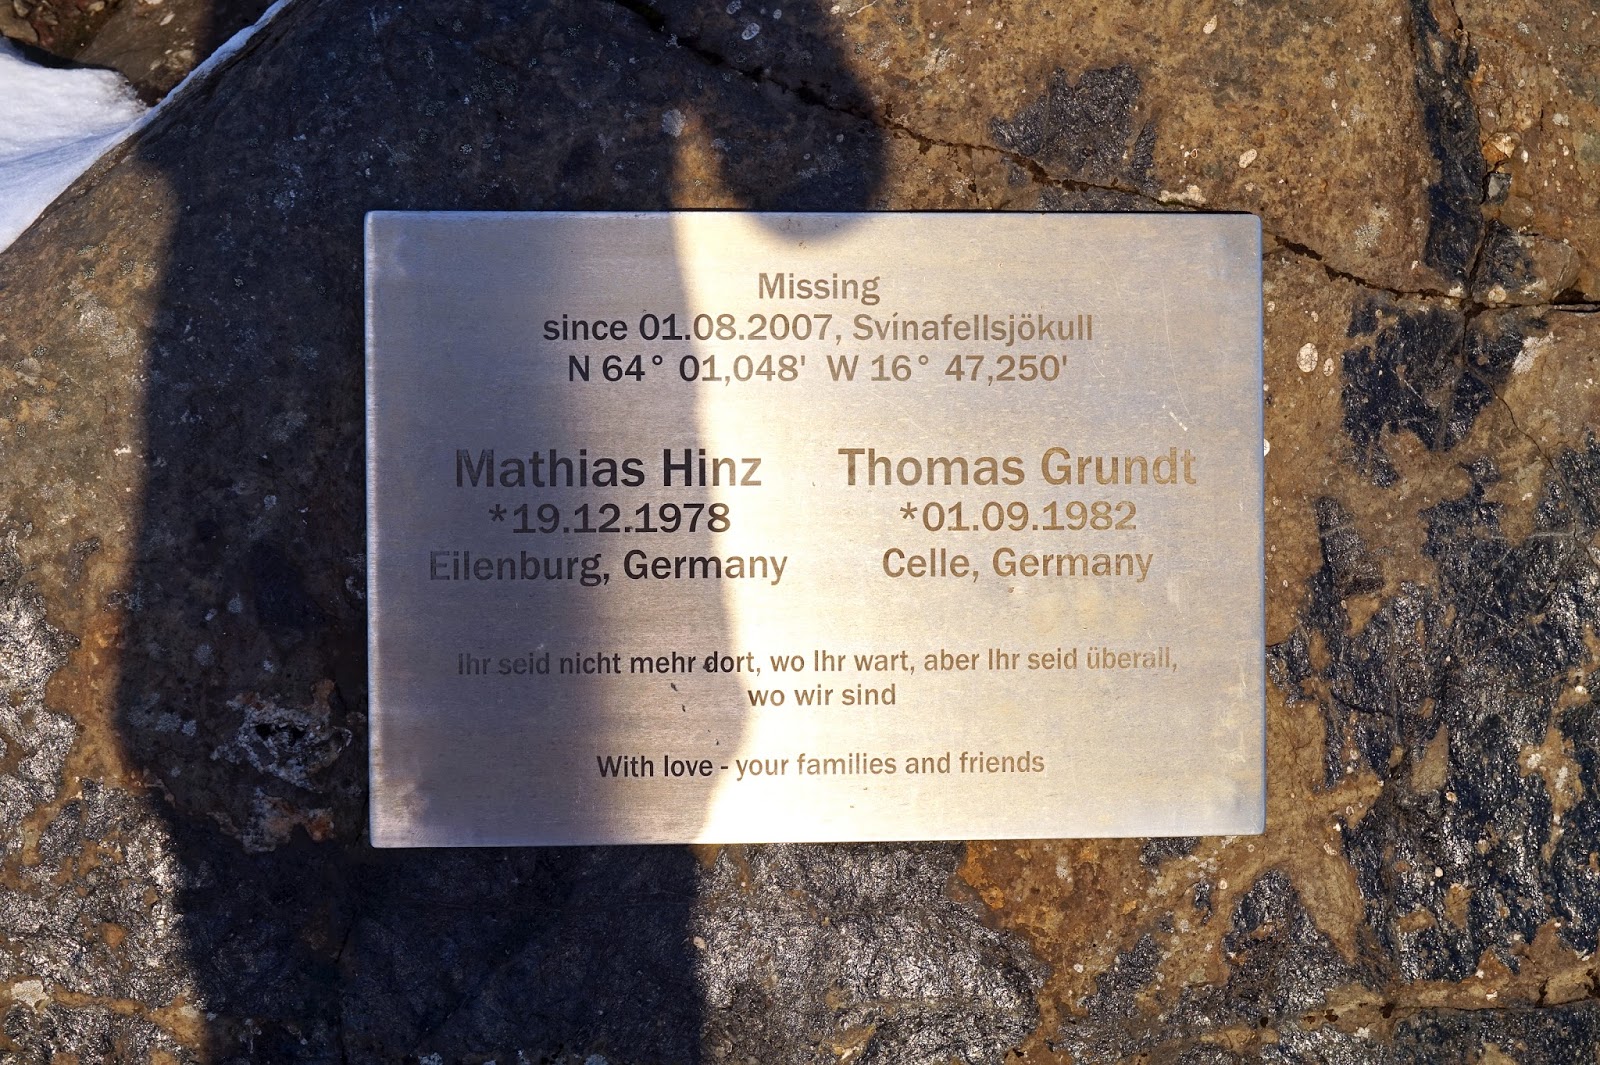 Missing
since 01.08.2007, Svínafellsjökull
N 64° 01,048' W 16° 47,250'
Mathias Hinz
*19.12.1978
Eilenburg, Germany
Thomas Grundt
*01.09.1982
Celle, Germany
Ihr seid nicht mehr dort, wo Ihr wart, aber Ihr seid überall,
wo wir sind
With love - your families and friends